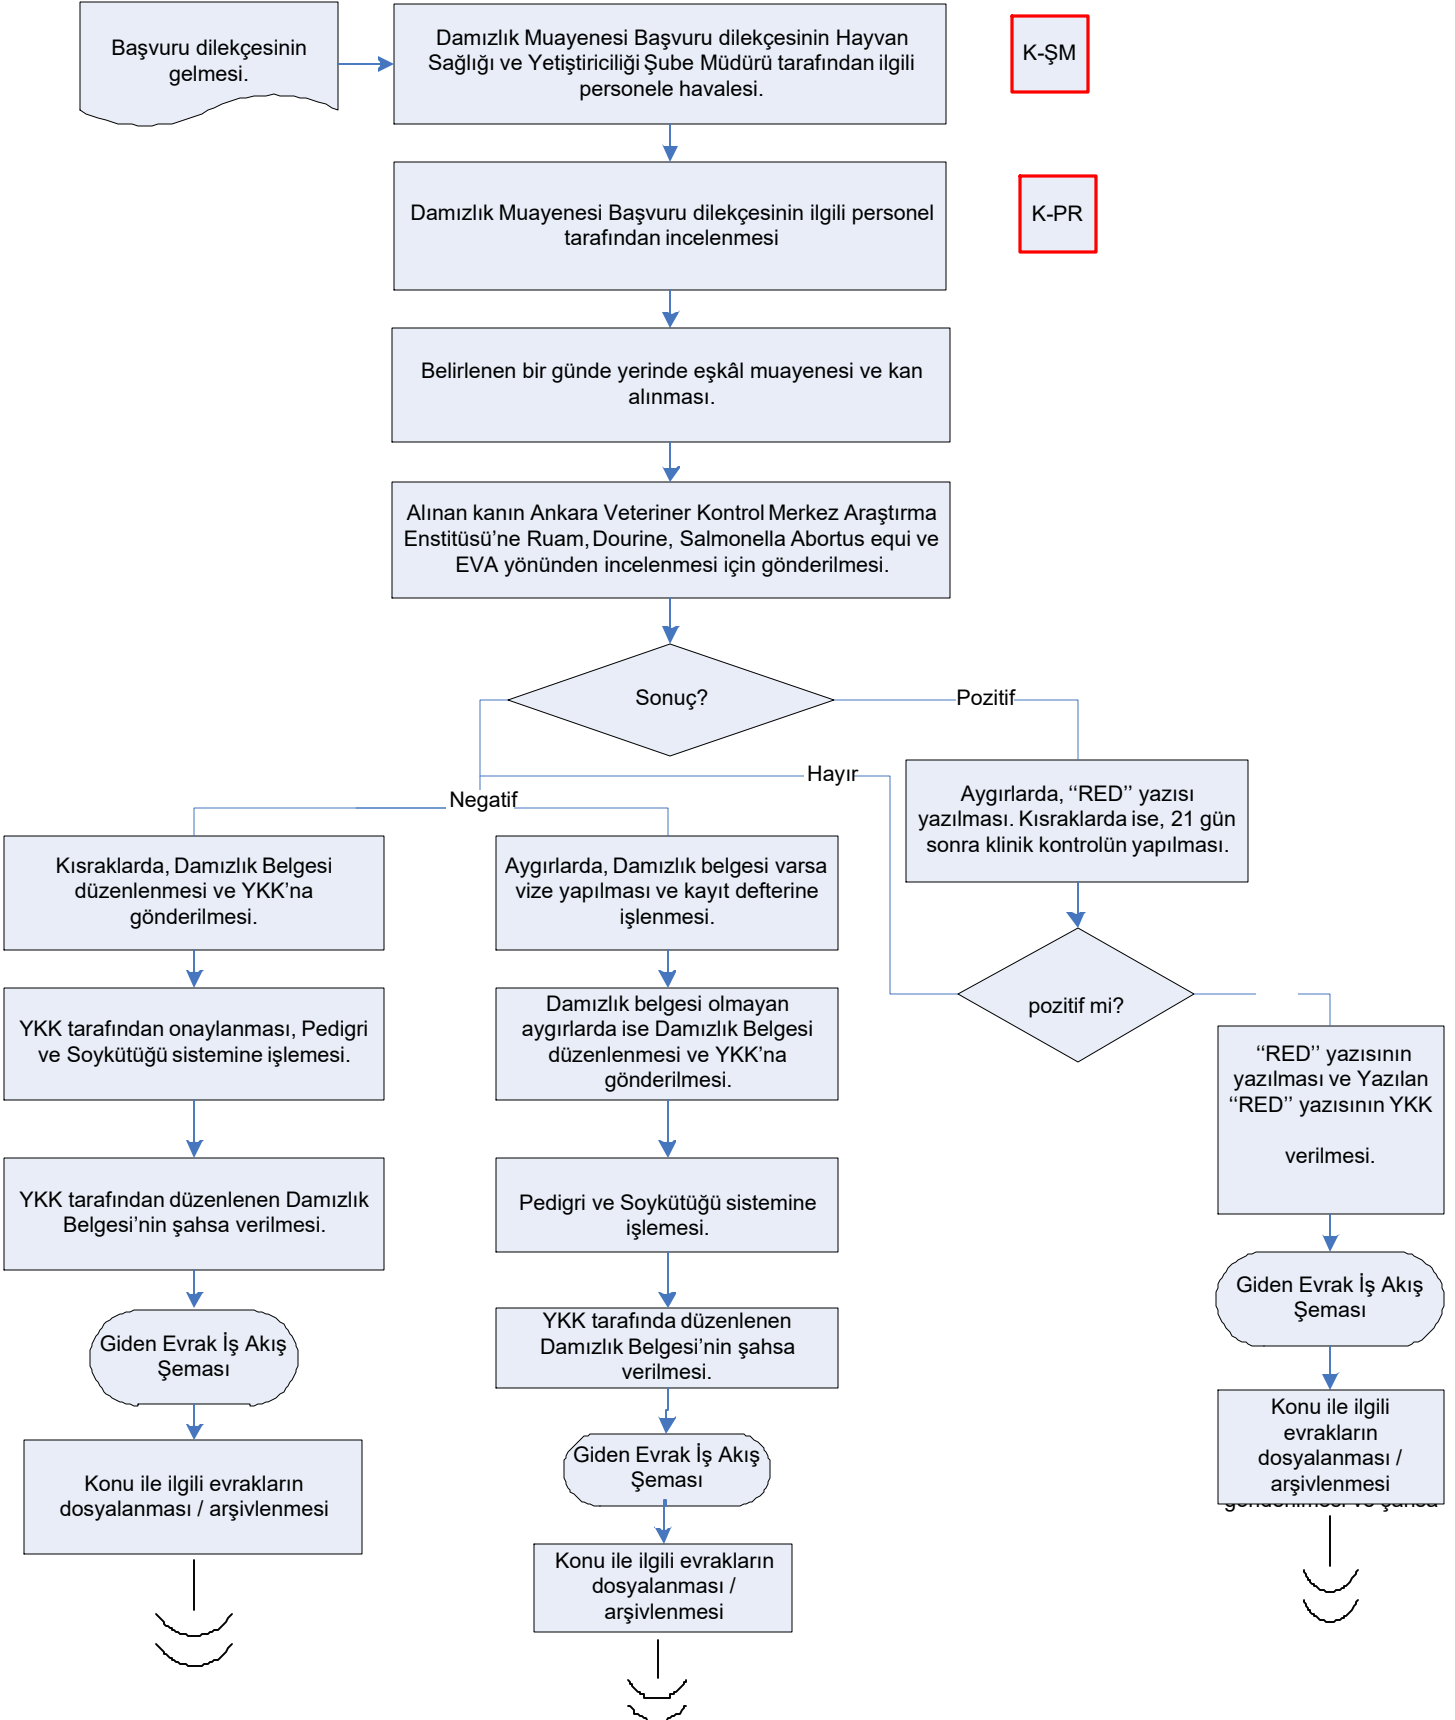 Başvuru dilekçesinin
gelmesi.
Damızlık Muayenesi Başvuru dilekçesinin Hayvan
Sağlığı ve Yetiştiriciliği Şube Müdürü tarafından ilgili
personele havalesi.
K-ŞM
Damızlık Muayenesi Başvuru dilekçesinin ilgili personel
tarafından incelenmesi
K-PR
Belirlenen bir günde yerinde eşkâl muayenesi ve kan
alınması.
Alınan kanın Ankara Veteriner Kontrol Merkez Araştırma
Enstitüsü’ne Ruam, Dourine, Salmonella Abortus equi ve
EVA yönünden incelenmesi için gönderilmesi.
Sonuç?
Pozitif
Hayır
Negatif
Aygırlarda, ‘‘RED’’ yazısı
yazılması. Kısraklarda ise, 21 gün
sonra klinik kontrolün yapılması.
Kısraklarda, Damızlık Belgesi
düzenlenmesi ve YKK’na
gönderilmesi.
Aygırlarda, Damızlık belgesi varsa
vize yapılması ve kayıt defterine
işlenmesi.
pozitif mi?
YKK tarafından onaylanması, Pedigri
ve Soykütüğü sistemine işlemesi.
Damızlık belgesi olmayan
aygırlarda ise Damızlık Belgesi
düzenlenmesi ve YKK’na
gönderilmesi.
‘‘RED’’ yazısının
yazılması ve Yazılan
‘‘RED’’ yazısının YKK
verilmesi.
YKK tarafından düzenlenen Damızlık
Belgesi’nin şahsa verilmesi.
Pedigri ve Soykütüğü sistemine
işlemesi.
Giden Evrak İş Akış
Şeması
YKK tarafında düzenlenen
Damızlık Belgesi’nin şahsa
verilmesi.
Giden Evrak İş Akış
Şeması
Konu ile ilgili
evrakların
dosyalanması /
arşivlenmesi
Giden Evrak İş Akış
Şeması
Konu ile ilgili evrakların
dosyalanması / arşivlenmesi
Konu ile ilgili evrakların
dosyalanması /
arşivlenmesi